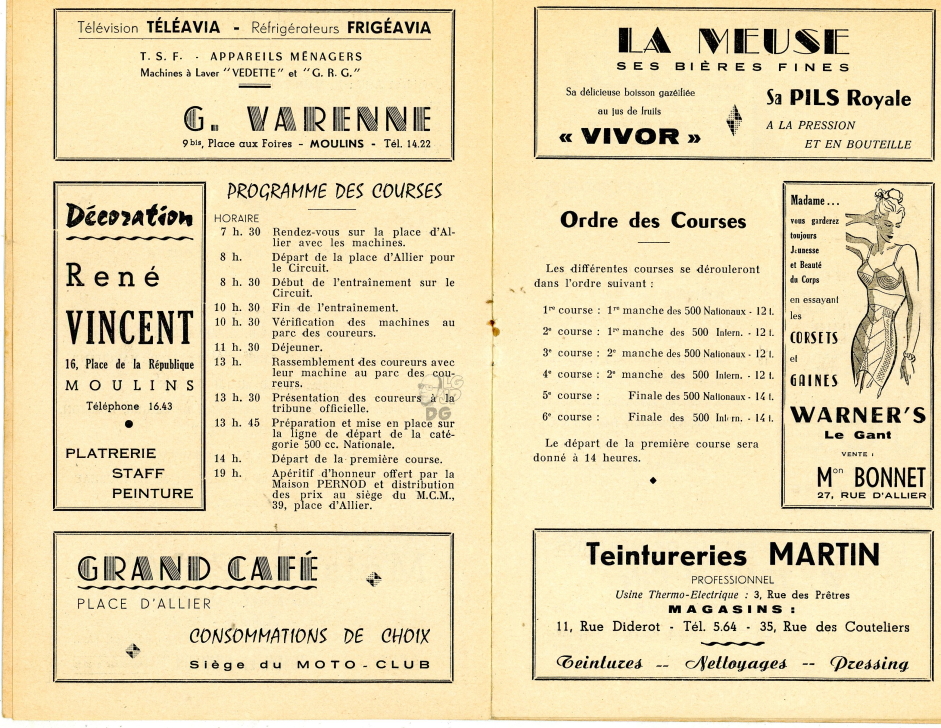 Télévision TÉLÉAVIA - Réfrigérateurs FRIGÉAVIA
T. S. F. - APPAREILS MÉNAGERS
Machines à Laver "VEDETTE" et "G. R. G."
G. VARENNE
9 bis, Place aux Foires - MOULINS - Tél. 14.22
Décoration
René
VINCENT
16, Place de la République
MOULINS
Téléphone 16.43
PLATRERIE
STAFF
PEINTURE
PROGRAMME DES COURSES
HORAIRE
7 h. 30 Rendez-vous sur la place d'Al-
lier avec les machines.
8 h. Départ de la place d'Allier pour
le Circuit.
8 h. 30 Début de l'entraînement sur le
Circuit.
10 h. 30 Fin de l'entraînement.
10 h. 30 Vérification des machines au
parc des coureurs.
11 h. 30 Déjeuner.
13 h. Rassemblement des coureurs avec
leur machine au parc des cou-
reurs.
13 h. 30 Présentation des coureurs à la
tribune officielle.
13 h. 45 Préparation et mise en place sur
la ligne de départ de la caté-
gorie 500 cc. Nationale.
14 h. Départ de la première course.
19 h. Apéritif d'honneur offert par la
Maison PERNOD et distribution
des prix au siège du M.C.M.,
39, place d'Allier.
GRAND CAFÉ
PLACE D'ALLIER
CONSOMMATIONS DE CHOIX
Siège du MOTO-CLUB
LA MEUSE
SES BIÈRES FINES
Sa délicieuse boisson gazéifiée
au jus de fruits
« VIVOR »
Sa PILS Royale
A LA PRESSION
ET EN BOUTEILLE
Ordre des Courses
Les différentes courses se dérouleront
dans l'ordre suivant :
1re course : 1re manche des 500 Nationaux - 12 t.
2e course : 1re manche des 500 Intern. - 12 t.
3e course : 2e manche des 500 Nationaux - 12 t.
4e course : 2e manche des 500 Intern. - 12 t.
5e course : Finale des 500 Nationaux - 14 t.
6e course : Finale des 500 Intern. - 14 t.
Le départ de la première course sera
donné à 14 heures.
Madame...
vous garderez
toujours
Jeunesse
et Beauté
du Corps
en essayant
les
CORSETS
et
GAINES
WARNER'S
Le Gant
VENTE :
Mon BONNET
27, RUE D'ALLIER
Teintureries MARTIN
PROFESSIONNEL
Usine Thermo-Electrique : 3, Rue des Prêtres
MAGASINS :
11, Rue Diderot - Tél. 5.64 - 35, Rue des Couteliers
Teintures -- Nettoyages -- Pressing